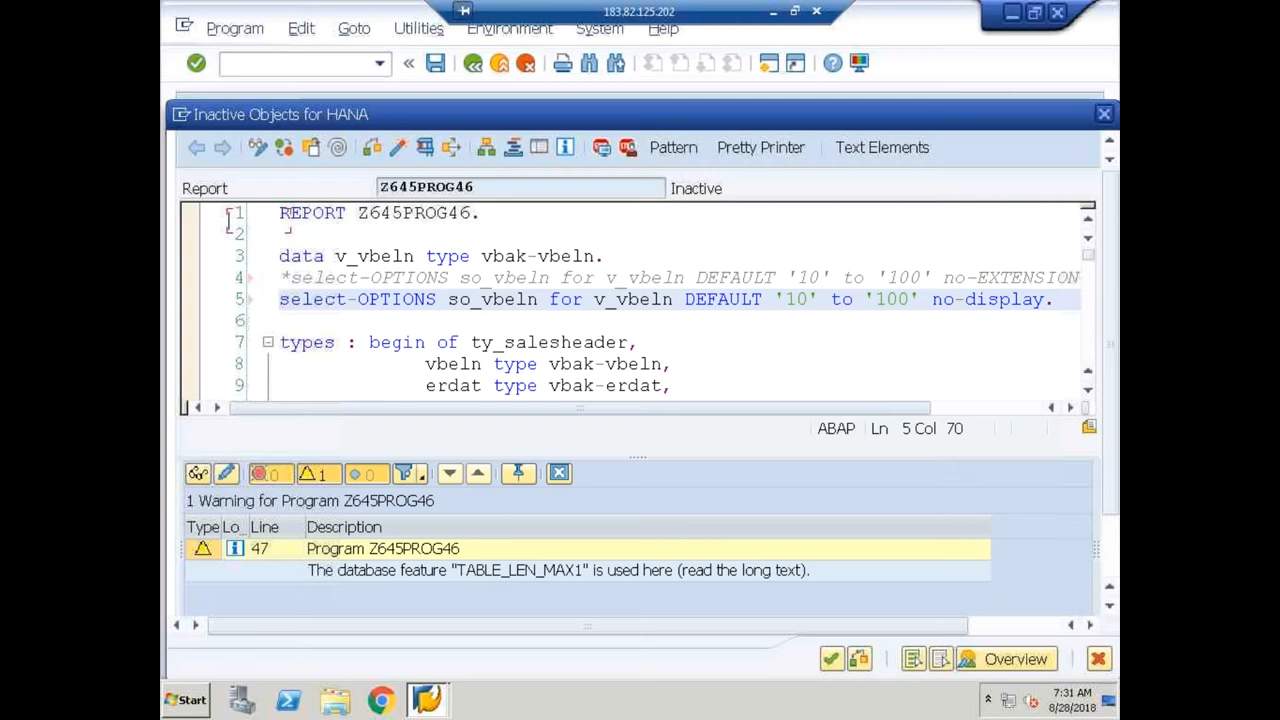 183.82.125.202
Program Edit Goto Utilities Environment System Help
Inactive Objects for HANA
Pattern Pretty Printer Text Elements
Report Z645PROG46 Inactive
1 REPORT Z645PROG46.
2
3 data v_vbeln type vbak-vbeln.
4 *select-OPTIONS so_vbeln for v_vbeln DEFAULT '10' to '100' no-EXTENSION
5 select-OPTIONS so_vbeln for v_vbeln DEFAULT '10' to '100' no-display.
6
7 types : begin of ty_salesheader,
8 vbeln type vbak-vbeln,
9 erdat type vbak-erdat,
ABAP Ln 5 Col 70
0 1 0
1 Warning for Program Z645PROG46
Type Lo... Line Description
47 Program Z645PROG46
The database feature "TABLE_LEN_MAX1" is used here (read the long text).
Overview
Start
7:31 AM
8/28/2018